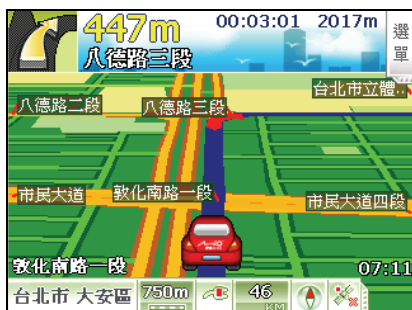 447m 00:03:01 2017m 選單
八德路三段
台北市立體..
八德路二段 八德路三段
市民大道 敦化南路一段 市民大道四段
敦化南路一段 07:11
台北市 大安區 750m 46 KM